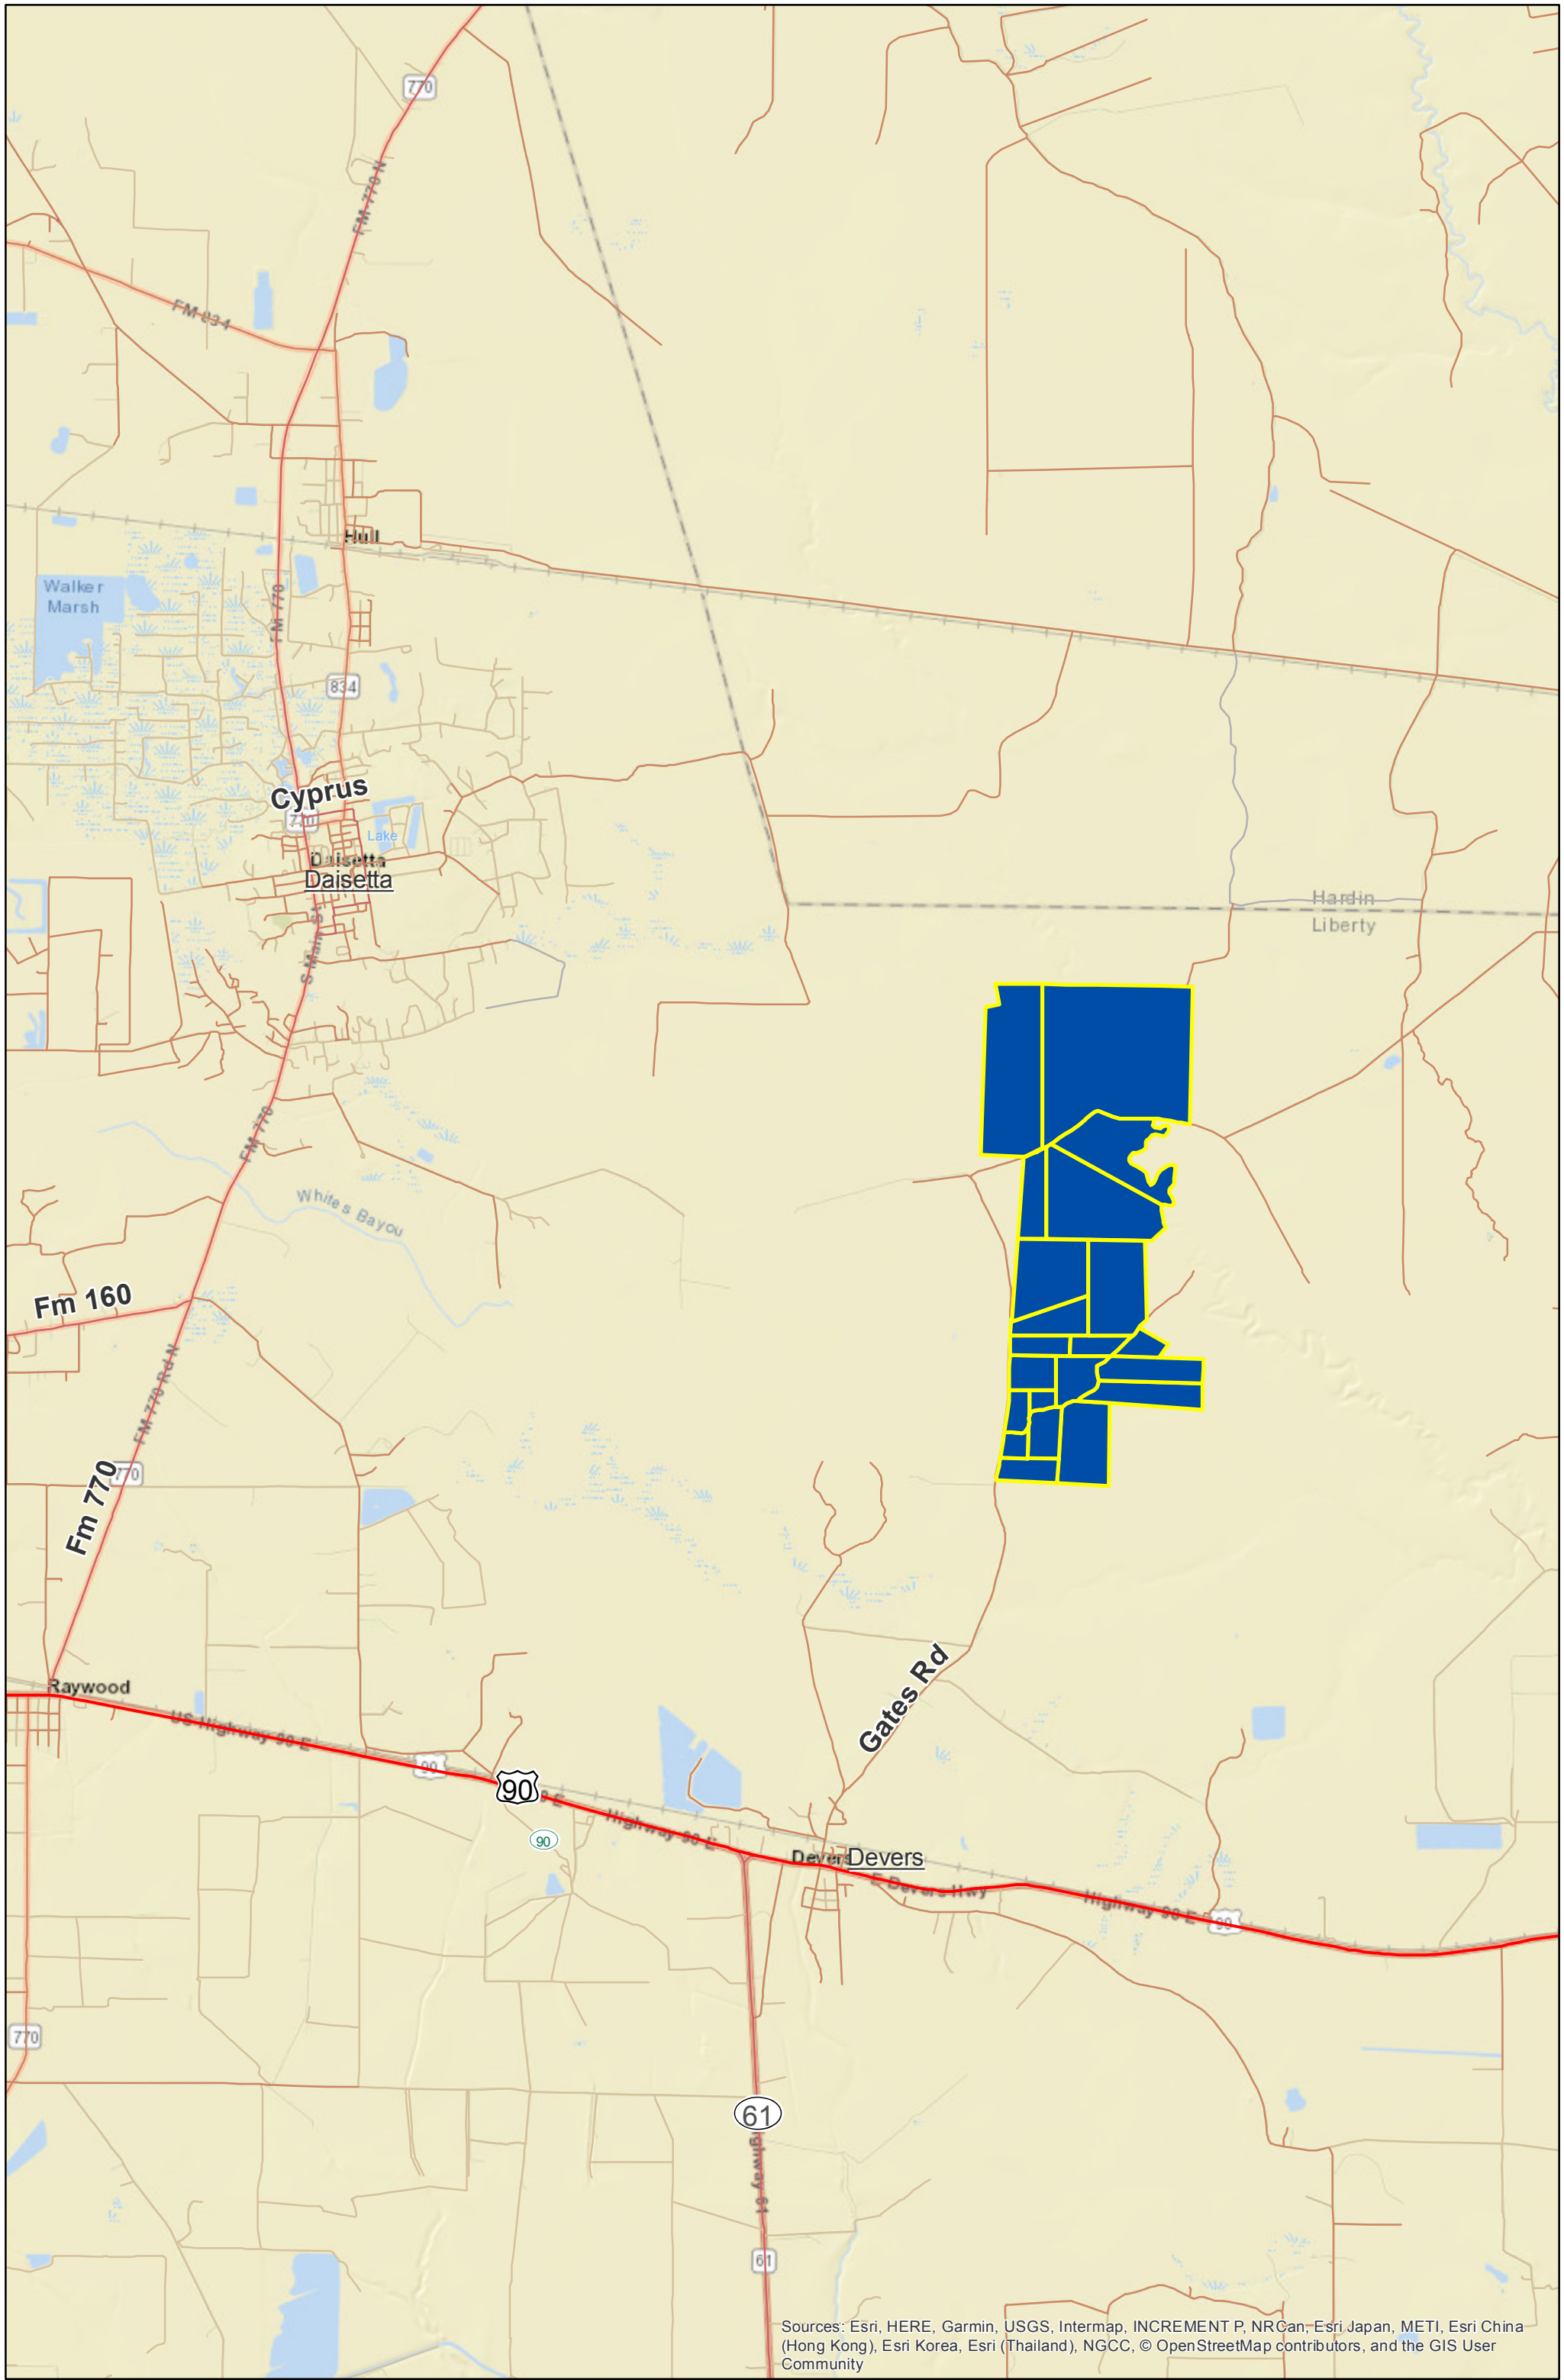 770
FM 770 N
FM 834
Hull
Walker
Marsh
FM 770
834
Cyprus
770
Lake
Daisetta
Daisetta
S Main St
Hardin
Liberty
FM 770
Whites Bayou
Fm 160
FM 770 Rd N
770
Fm 770
Gates Rd
Raywood
US Highway 90 E
90
90
90
Highway 90 E
Devers
Devers
E Devers Hwy
Highway 90 E
90
770
61
61
Sources: Esri, HERE, Garmin, USGS, Intermap, INCREMENT P, NRCan, Esri Japan, METI, Esri China
(Hong Kong), Esri Korea, Esri (Thailand), NGCC, © OpenStreetMap contributors, and the GIS User
Community